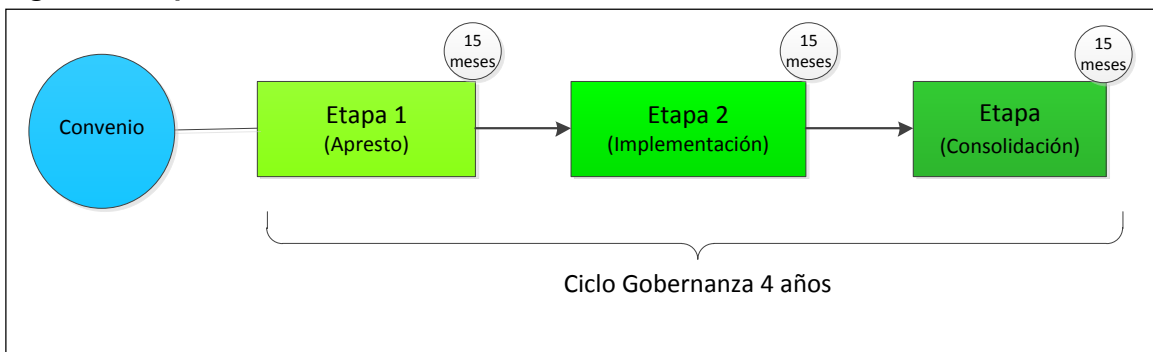 15
meses
15
meses
15
meses
Convenio
Etapa 1
(Apresto)
Etapa 2
(Implementación)
Etapa
(Consolidación)
Ciclo Gobernanza 4 años